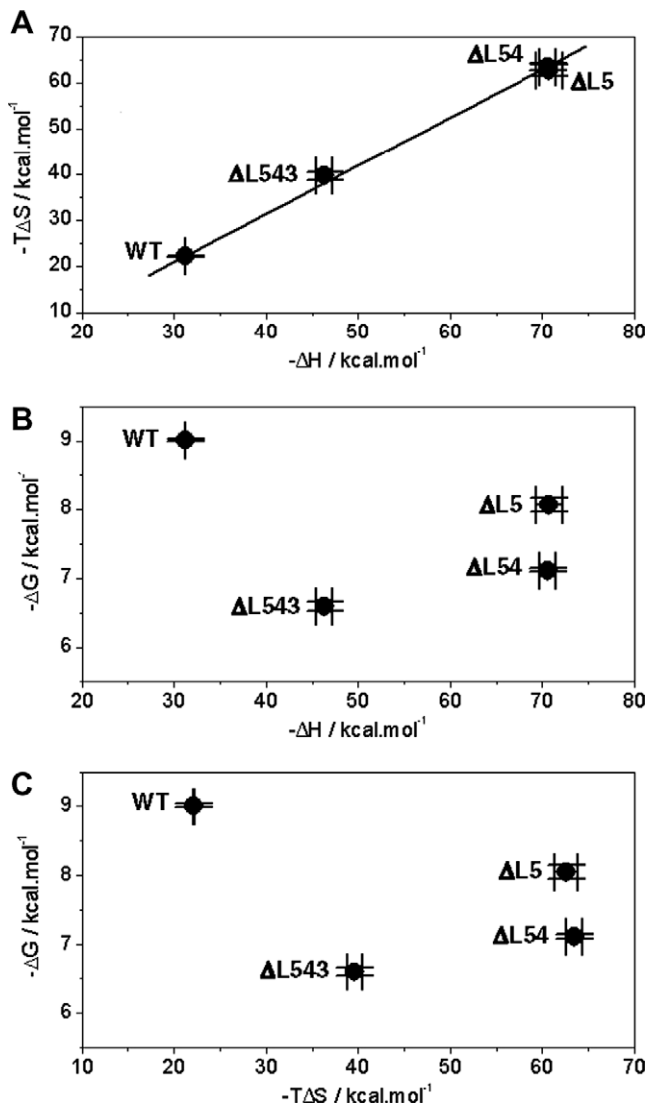 A
-TΔS / kcal.mol⁻¹
70
60
50
40
30
20
10
ΔL54
ΔL5
ΔL543
WT
20 30 40 50 60 70 80
-ΔH / kcal.mol⁻¹
B
-ΔG / kcal.mol⁻
9
8
7
6
WT
ΔL5
ΔL54
ΔL543
20 30 40 50 60 70 80
-ΔH / kcal.mol⁻¹
C
-ΔG / kcal.mol⁻¹
9
8
7
6
WT
ΔL5
ΔL54
ΔL543
10 20 30 40 50 60 70
-TΔS / kcal.mol⁻¹